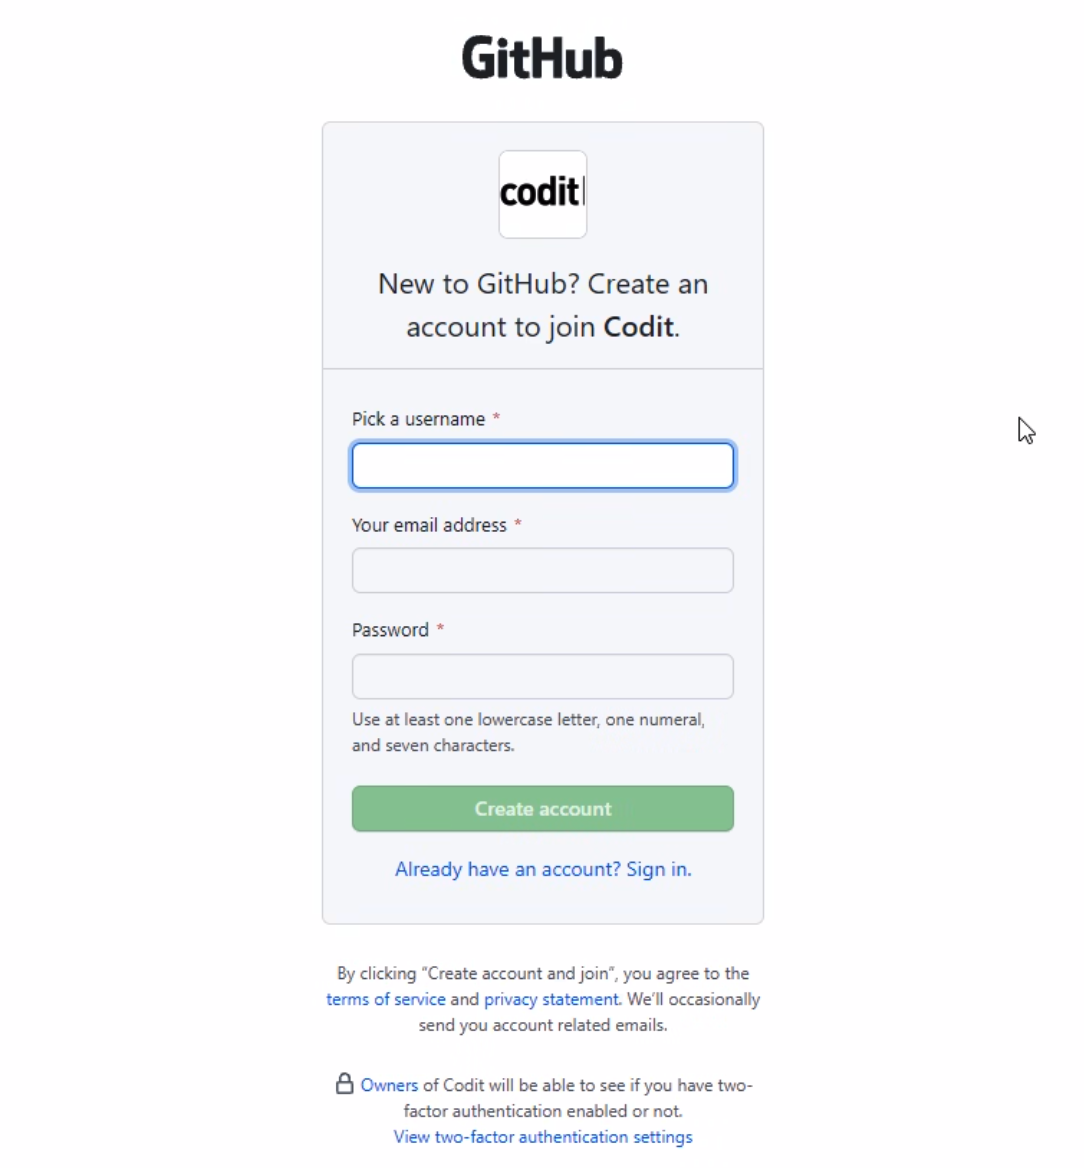 GitHub
codit
New to GitHub? Create an
account to join Codit.
Pick a username *
Your email address *
Password *
Use at least one lowercase letter, one numeral,
and seven characters.
Create account
Already have an account? Sign in.
By clicking “Create account and join”, you agree to the
terms of service and privacy statement. We’ll occasionally
send you account related emails.
Owners of Codit will be able to see if you have two-
factor authentication enabled or not.
View two-factor authentication settings